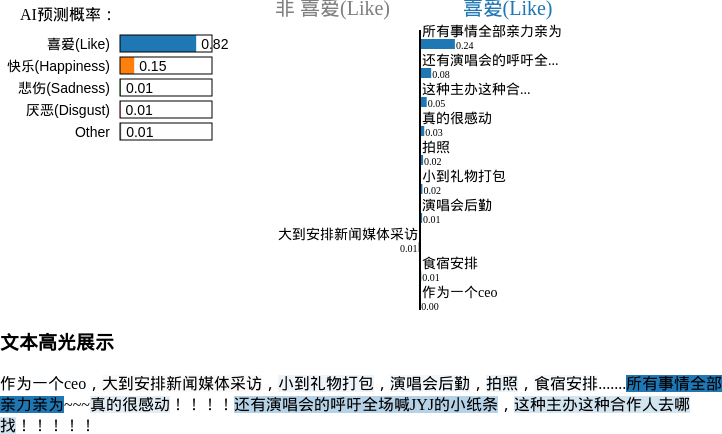 AI预测概率：
喜爱(Like) 0.82
快乐(Happiness) 0.15
悲伤(Sadness) 0.01
厌恶(Disgust) 0.01
Other 0.01
非 喜爱(Like) 喜爱(Like)
所有事情全部亲力亲为
0.24
还有演唱会的呼吁全...
0.08
这种主办这种合...
0.05
真的很感动
0.03
拍照
0.02
小到礼物打包
0.02
演唱会后勤
0.01
大到安排新闻媒体采访
0.01
食宿安排
0.01
作为一个ceo
0.00
文本高光展示
作为一个ceo，大到安排新闻媒体采访，小到礼物打包，演唱会后勤，拍照，食宿安排.......所有事情全部
亲力亲为~~~真的很感动！！！！还有演唱会的呼吁全场喊JYJ的小纸条，这种主办这种合作人去哪
找！！！！！